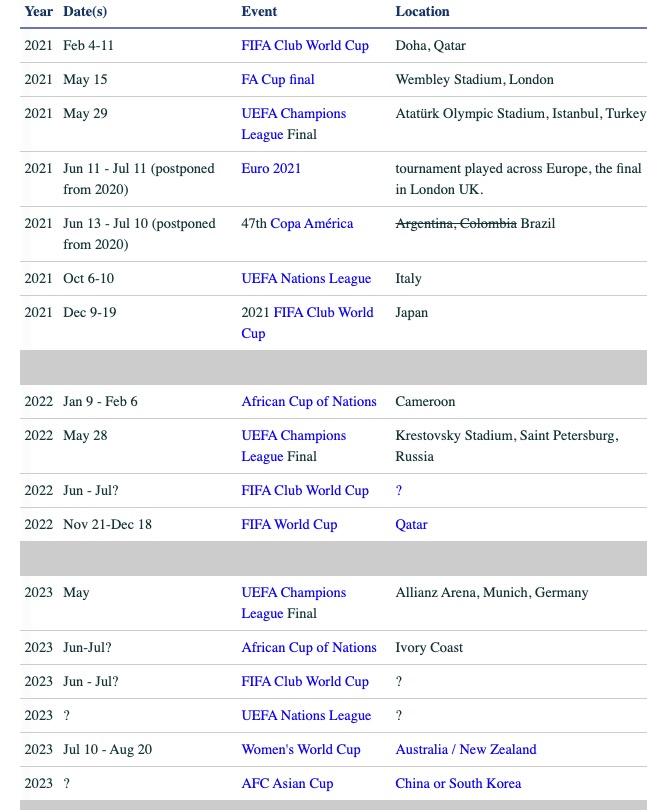 Year Date(s) Event Location
2021 Feb 4-11 FIFA Club World Cup Doha, Qatar
2021 May 15 FA Cup final Wembley Stadium, London
2021 May 29 UEFA Champions Atatürk Olympic Stadium, Istanbul, Turkey
League Final
2021 Jun 11 - Jul 11 (postponed Euro 2021 tournament played across Europe, the final
from 2020) in London UK.
2021 Jun 13 - Jul 10 (postponed 47th Copa América Argentina, Colombia Brazil
from 2020)
2021 Oct 6-10 UEFA Nations League Italy
2021 Dec 9-19 2021 FIFA Club World Japan
Cup
2022 Jan 9 - Feb 6 African Cup of Nations Cameroon
2022 May 28 UEFA Champions Krestovsky Stadium, Saint Petersburg,
League Final Russia
2022 Jun - Jul? FIFA Club World Cup ?
2022 Nov 21-Dec 18 FIFA World Cup Qatar
2023 May UEFA Champions Allianz Arena, Munich, Germany
League Final
2023 Jun-Jul? African Cup of Nations Ivory Coast
2023 Jun - Jul? FIFA Club World Cup ?
2023 ? UEFA Nations League ?
2023 Jul 10 - Aug 20 Women's World Cup Australia / New Zealand
2023 ? AFC Asian Cup China or South Korea